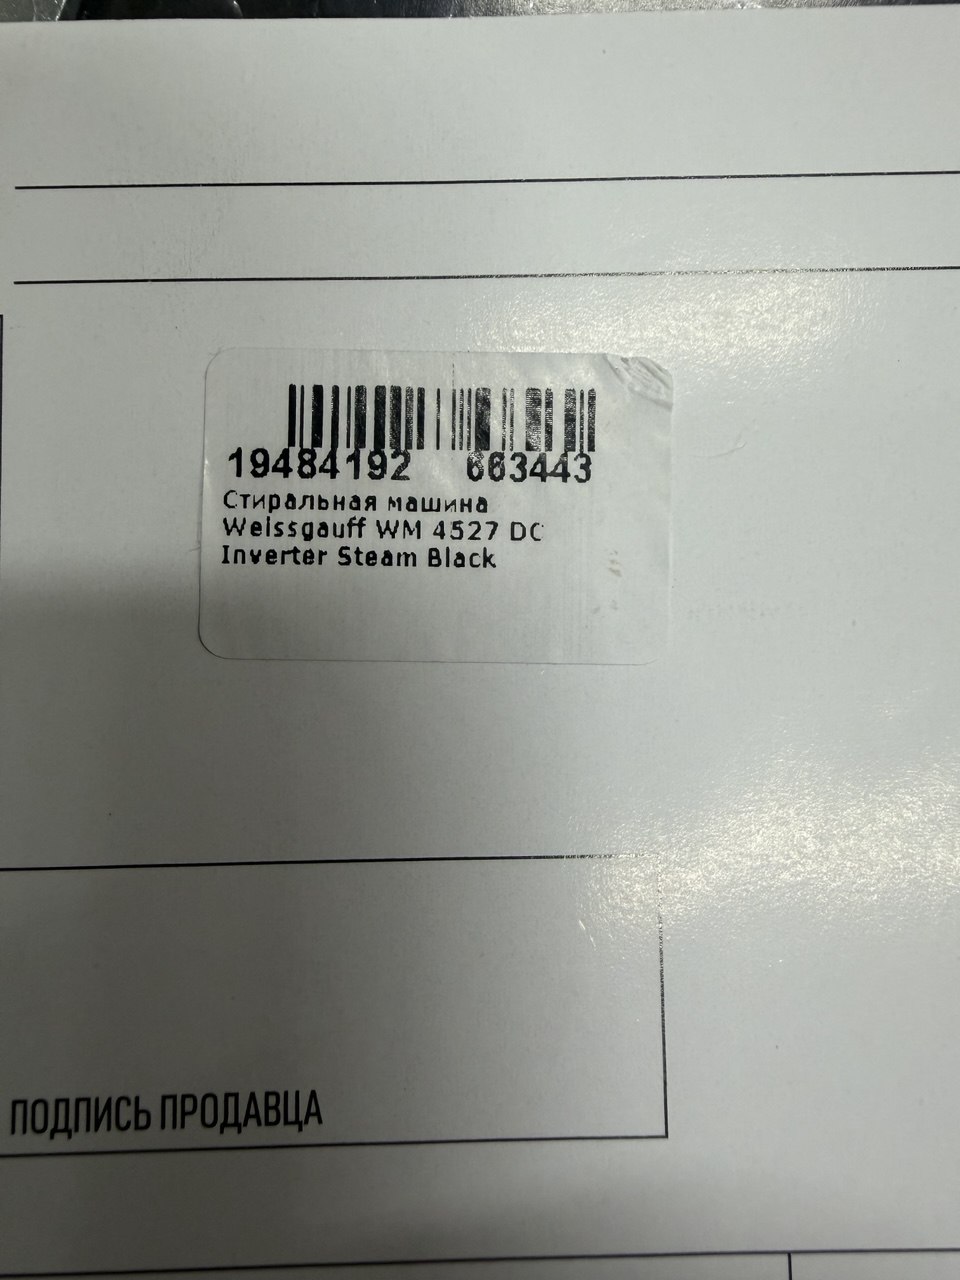 19484192 663443
Стиральная машина
Weissgauff WM 4527 DC
Inverter Steam Black
ПОДПИСЬ ПРОДАВЦА